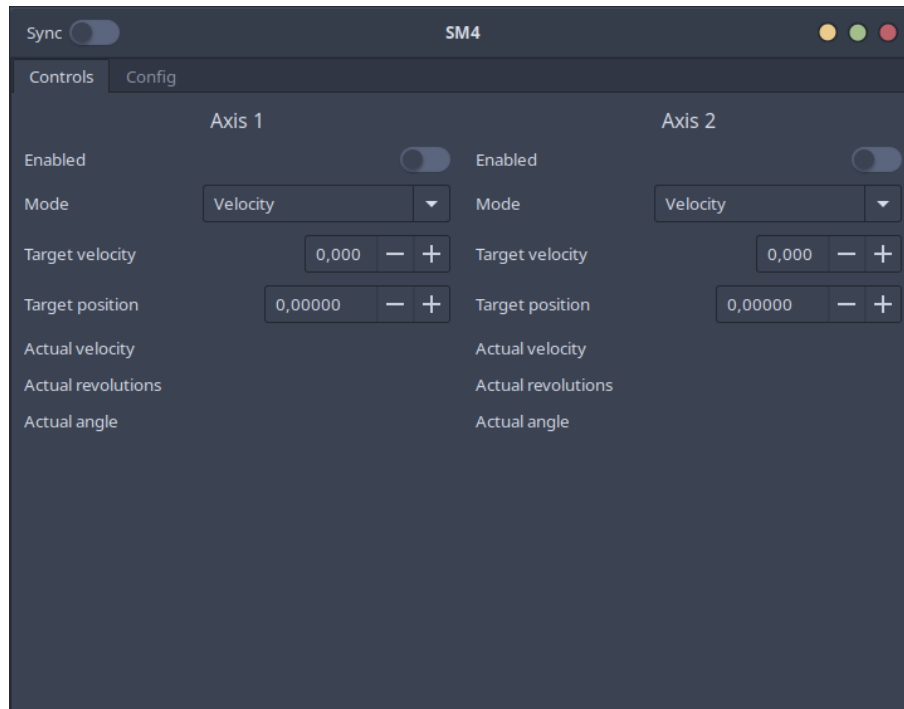 Sync SM4
Controls Config
Axis 1 Axis 2
Enabled Enabled
Mode Velocity Mode Velocity
Target velocity 0,000 Target velocity 0,000
Target position 0,00000 Target position 0,00000
Actual velocity Actual velocity
Actual revolutions Actual revolutions
Actual angle Actual angle